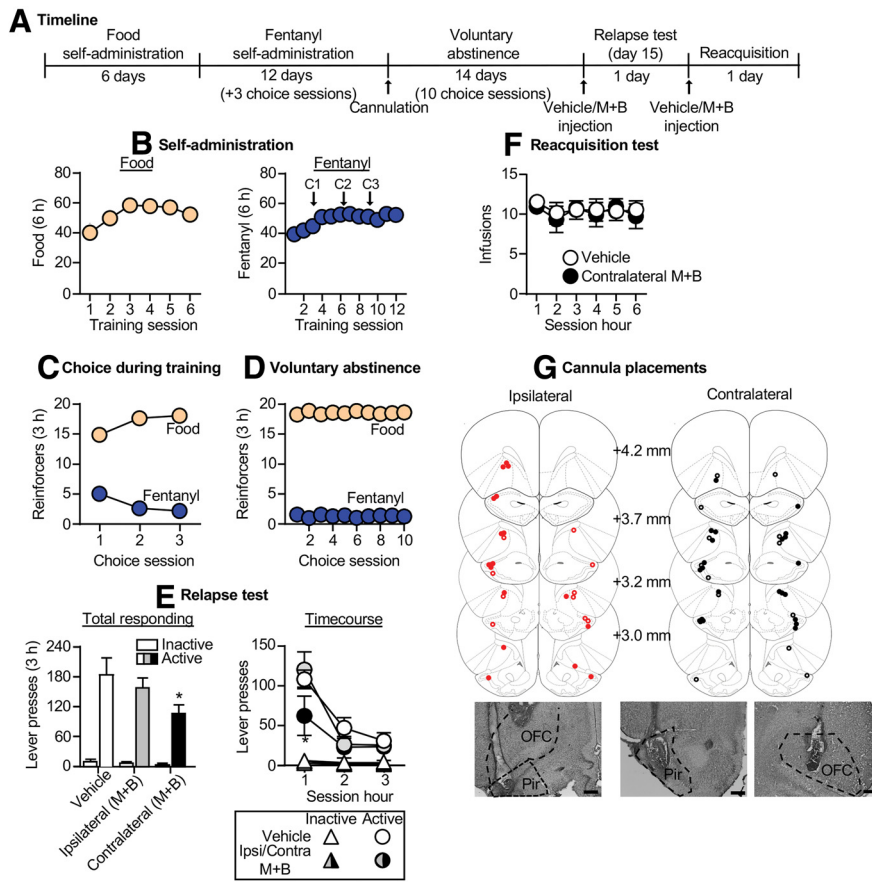 A Timeline
Food
self-administration
Fentanyl
self-administration
Voluntary
abstinence
Relapse test
(day 15)
Reacquisition
6 days
12 days
(+3 choice sessions)
14 days
(10 choice sessions)
1 day
1 day
Cannulation
Vehicle/M+B
injection
Vehicle/M+B
injection
B Self-administration
Food
Food (6 h)
80
60
40
20
0
1 2 3 4 5 6
Training session
Fentanyl
C1 C2 C3
Fentanyl (6 h)
80
60
40
20
0
2 4 6 8 10 12
Training session
F Reacquisition test
Infusions
15
10
5
0
Vehicle
Contralateral M+B
1 2 3 4 5 6
Session hour
C Choice during training
Reinforcers (3 h)
20
15
10
5
0
Food
Fentanyl
1 2 3
Choice session
D Voluntary abstinence
Reinforcers (3 h)
20
15
10
5
0
Food
Fentanyl
2 4 6 8 10
Choice session
E Relapse test
Total responding
Inactive
Active
Lever presses (3 h)
240
180
120
60
0
*
Vehicle
Ipsilateral (M+B)
Contralateral (M+B)
Timecourse
Lever presses
150
100
50
0
*
1 2 3
Session hour
Inactive Active
Vehicle
Ipsi/Contra
M+B
G Cannula placements
Ipsilateral
Contralateral
+4.2 mm
+3.7 mm
+3.2 mm
+3.0 mm
OFC
Pir
Pir
OFC